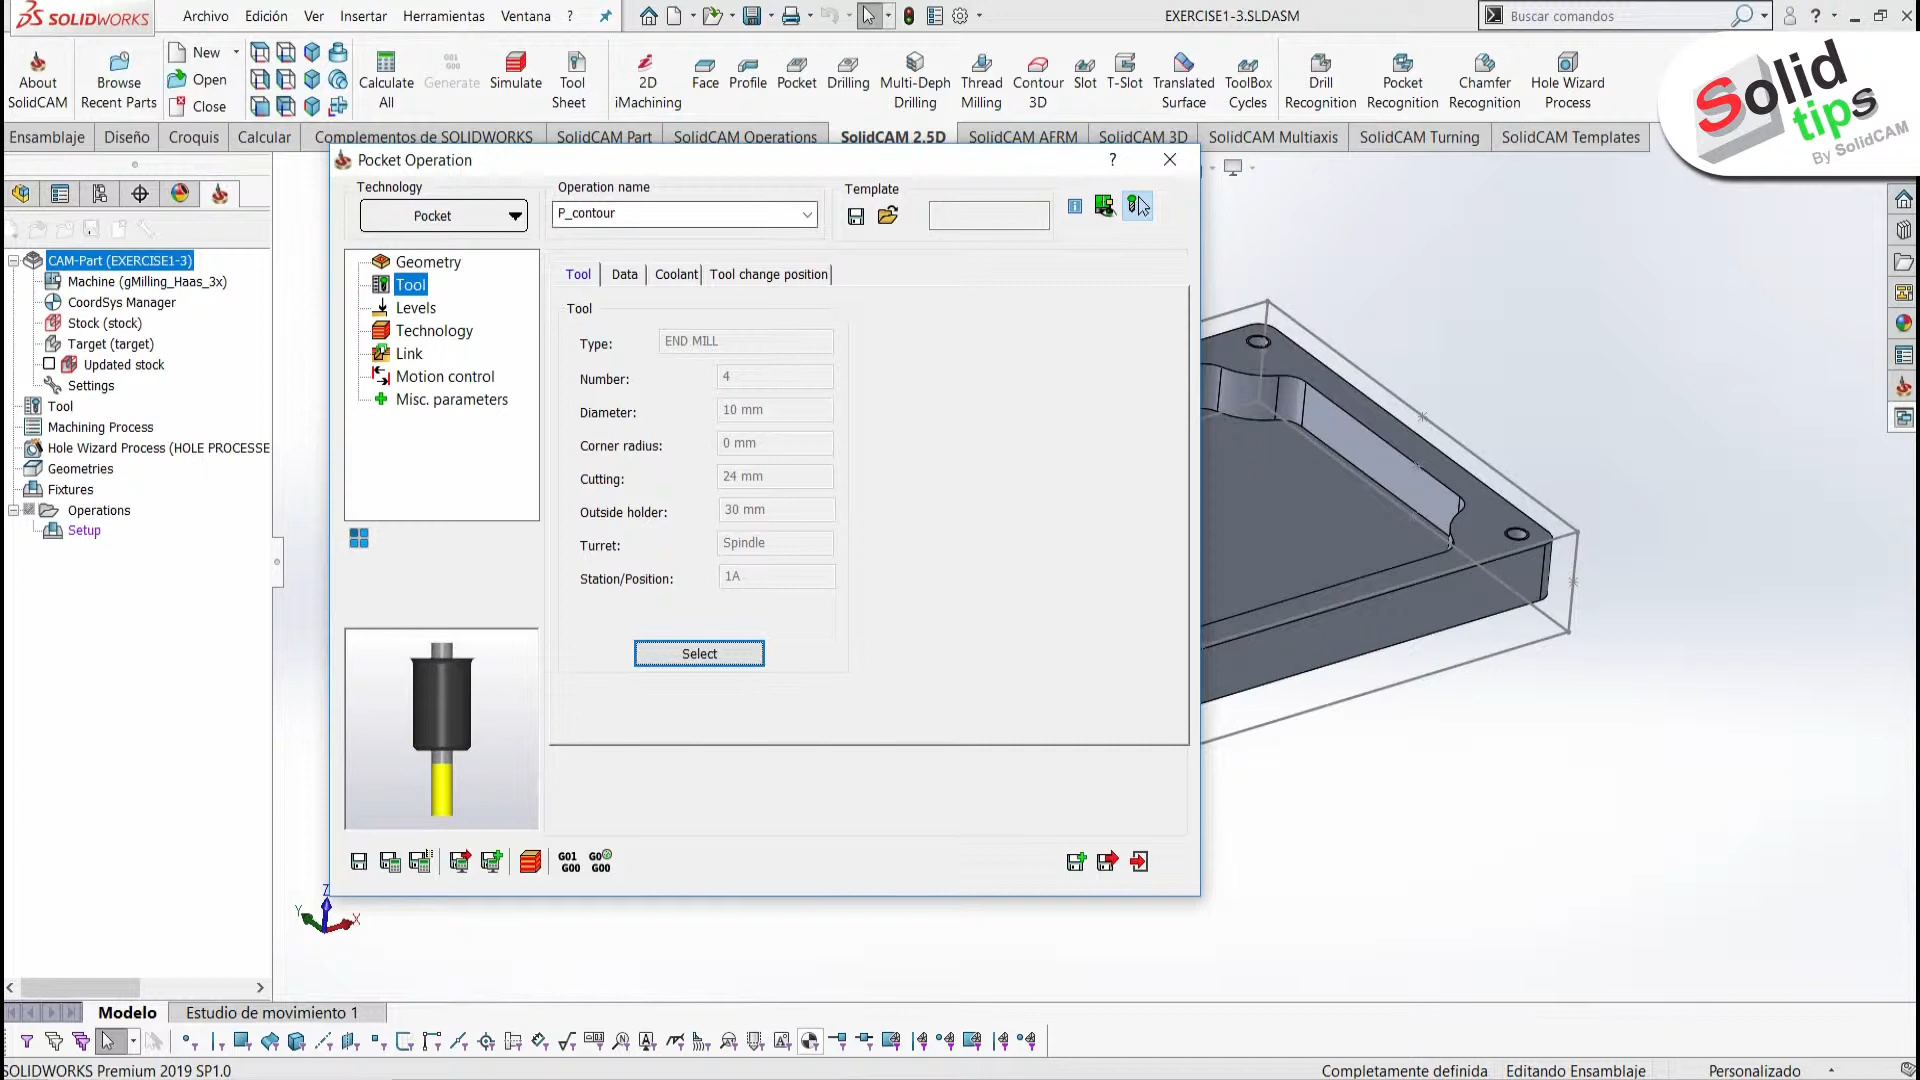 SOLIDWORKS
Archivo Edición Ver Insertar Herramientas Ventana ?
EXERCISE1-3.SLDASM
Buscar comandos
?
About SolidCAM
Browse Recent Parts
New
Open
Close
Calculate All
G01 G00 Generate
Simulate
Tool Sheet
2D iMachining
Face
Profile
Pocket
Drilling
Multi-Deph Drilling
Thread Milling
Contour 3D
Slot
T-Slot
Translated Surface
ToolBox Cycles
Drill Recognition
Pocket Recognition
Chamfer Recognition
Hole Wizard Process
Solid tips
By SolidCAM
Ensamblaje Diseño Croquis Calcular Complementos de SOLIDWORKS SolidCAM Part SolidCAM Operations SolidCAM 2.5D SolidCAM AFRM SolidCAM 3D SolidCAM Multiaxis SolidCAM Turning SolidCAM Templates
CAM-Part (EXERCISE1-3)
Machine (gMilling_Haas_3x)
CoordSys Manager
Stock (stock)
Target (target)
Updated stock
Settings
Tool
Machining Process
Hole Wizard Process (HOLE PROCESSE
Geometries
Fixtures
Operations
Setup
Pocket Operation
?
Technology
Pocket
Operation name
P_contour
Template
Geometry
Tool
Levels
Technology
Link
Motion control
Misc. parameters
Tool Data Coolant Tool change position
Tool
Type: END MILL
Number: 4
Diameter: 10 mm
Corner radius: 0 mm
Cutting: 24 mm
Outside holder: 30 mm
Turret: Spindle
Station/Position: 1A
Select
G01 G00
G0 G00
Z
Y
X
Modelo Estudio de movimiento 1
SOLIDWORKS Premium 2019 SP1.0
Completamente definida Editando Ensamblaje Personalizado